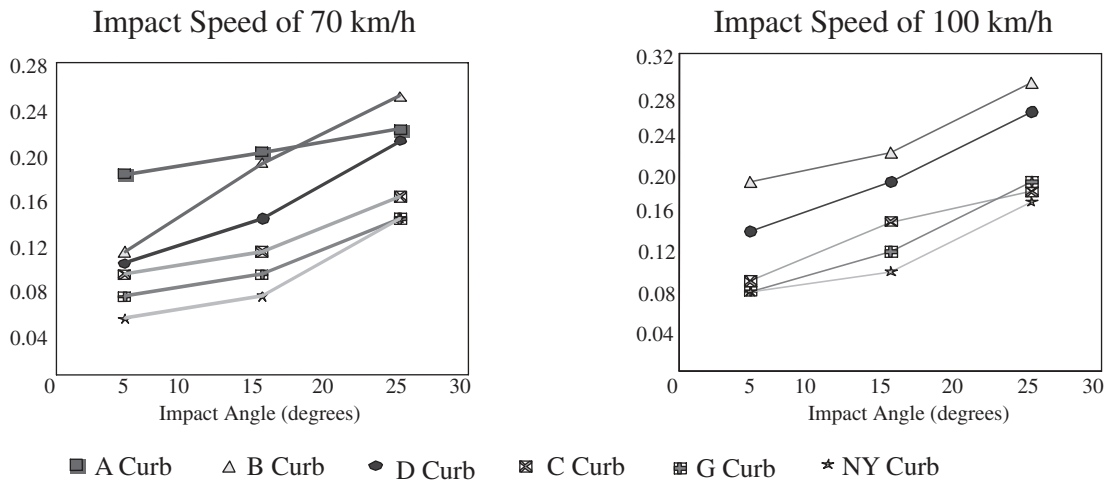 Impact Speed of 70 km/h
0.28
0.24
0.20
0.16
0.12
0.08
0.04
0 5 10 15 20 25 30
Impact Angle (degrees)
Impact Speed of 100 km/h
0.32
0.28
0.24
0.20
0.16
0.12
0.08
0.04
0 5 10 15 20 25 30
Impact Angle (degrees)
A Curb B Curb D Curb C Curb G Curb NY Curb